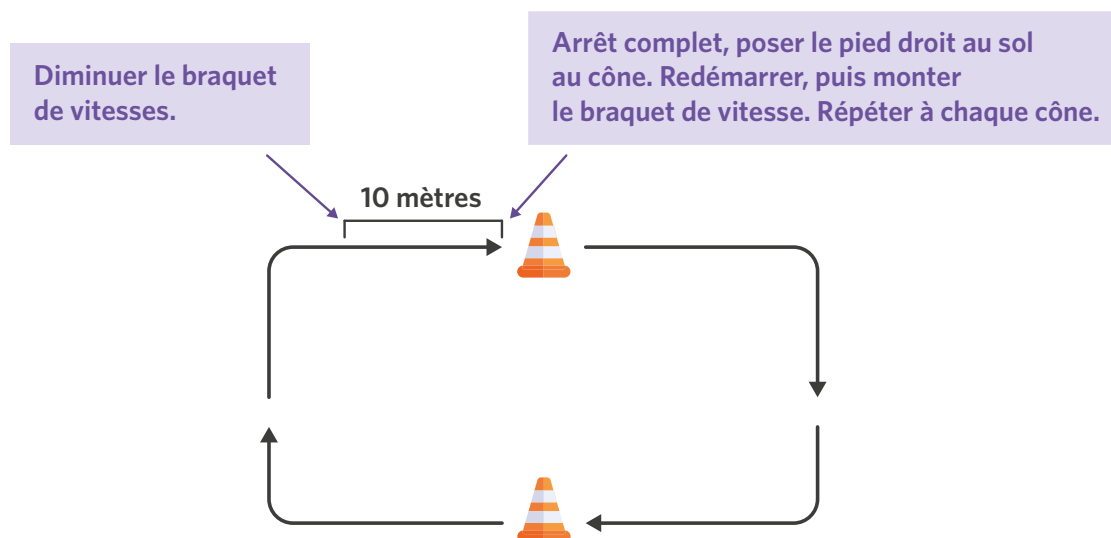 Diminuer le braquet
de vitesses.
Arrêt complet, poser le pied droit au sol
au cône. Redémarrer, puis monter
le braquet de vitesse. Répéter à chaque cône.
10 mètres